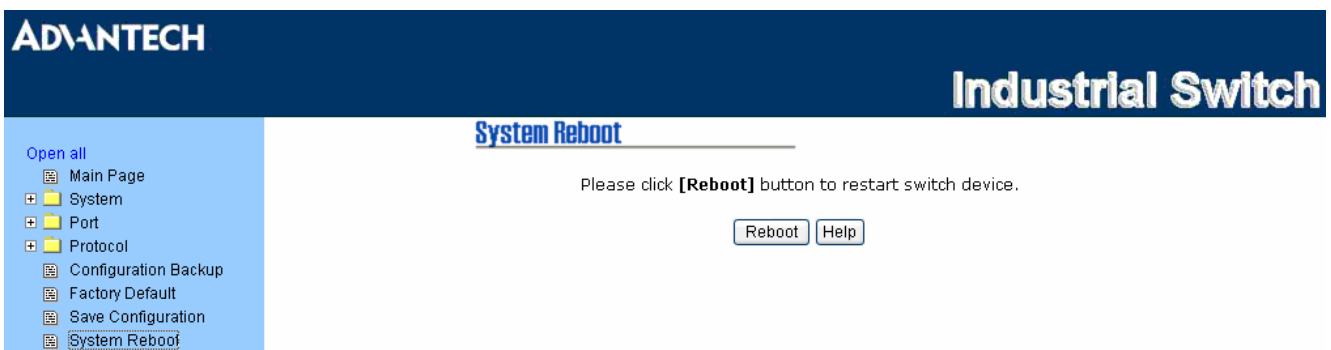 ADVANTECH
Industrial Switch
Open all
Main Page
System
Port
Protocol
Configuration Backup
Factory Default
Save Configuration
System Reboot
System Reboot
Please click [Reboot] button to restart switch device.
Reboot Help